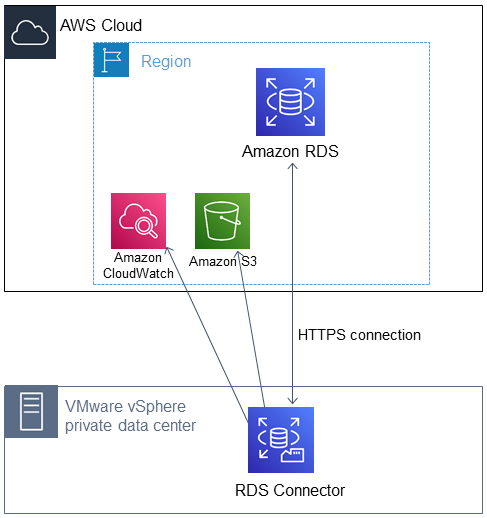 AWS Cloud
Region
Amazon RDS
Amazon
CloudWatch
Amazon S3
HTTPS connection
VMware vSphere
private data center
RDS Connector